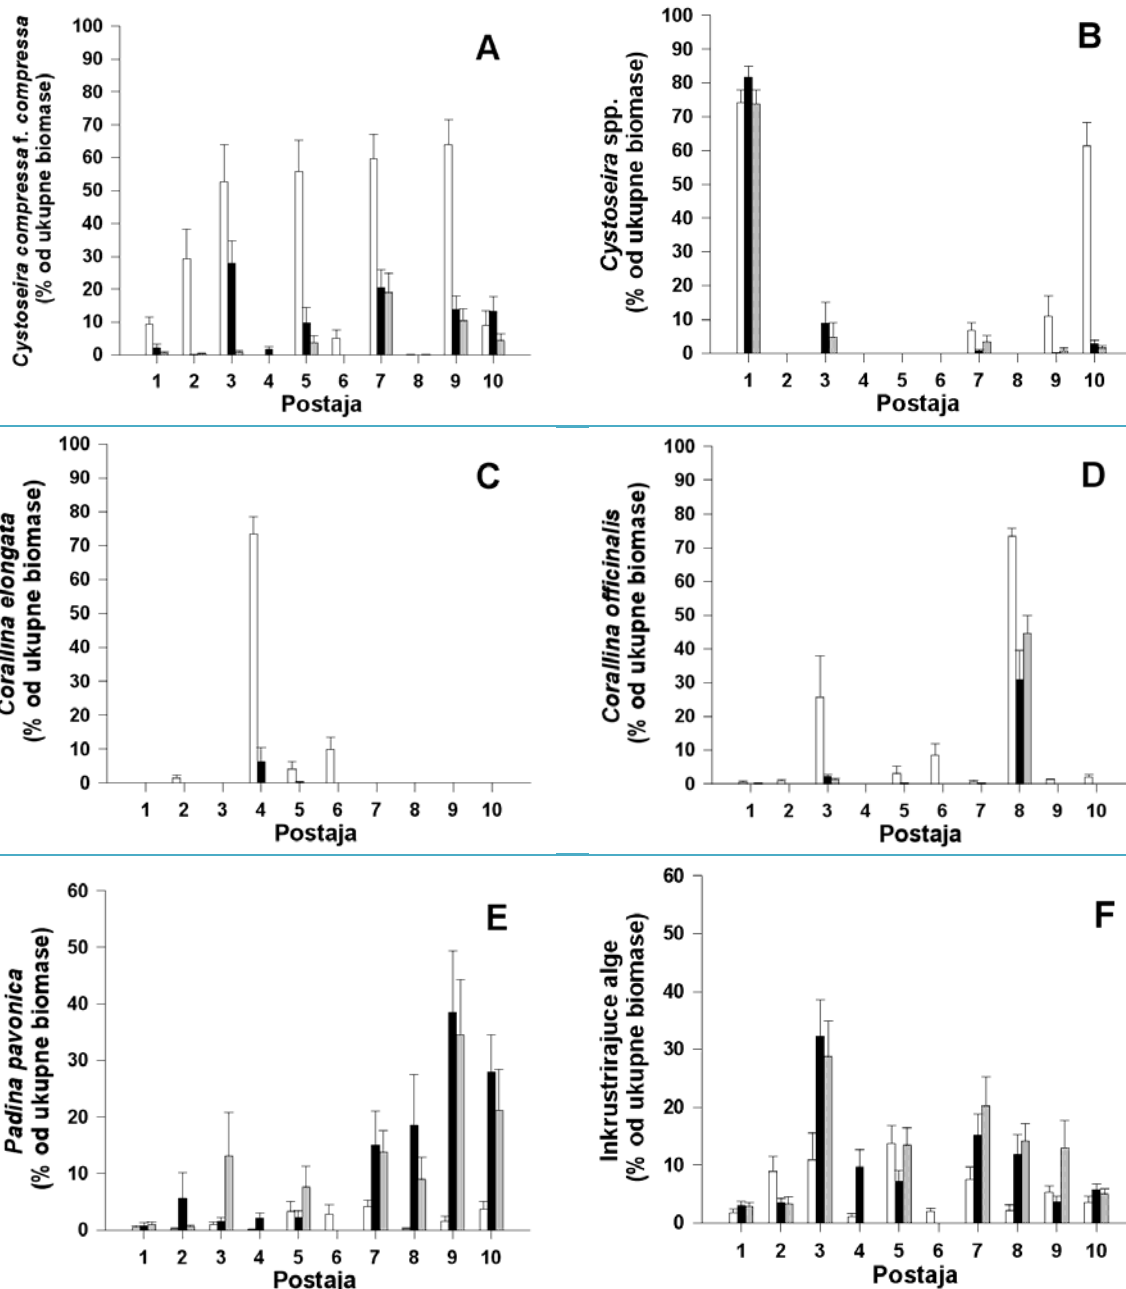 A
Cystoseira compressa f. compressa
(% od ukupne biomase)
100
90
80
70
60
50
40
30
20
10
0
1 2 3 4 5 6 7 8 9 10
Postaja
B
Cystoseira spp.
(% od ukupne biomase)
100
90
80
70
60
50
40
30
20
10
0
1 2 3 4 5 6 7 8 9 10
Postaja
C
Corallina elongata
(% od ukupne biomase)
100
90
80
70
60
50
40
30
20
10
0
1 2 3 4 5 6 7 8 9 10
Postaja
D
Corallina officinalis
(% od ukupne biomase)
100
90
80
70
60
50
40
30
20
10
0
1 2 3 4 5 6 7 8 9 10
Postaja
E
Padina pavonica
(% od ukupne biomase)
60
50
40
30
20
10
0
1 2 3 4 5 6 7 8 9 10
Postaja
F
Inkrustrirajuce alge
(% od ukupne biomase)
60
50
40
30
20
10
0
1 2 3 4 5 6 7 8 9 10
Postaja